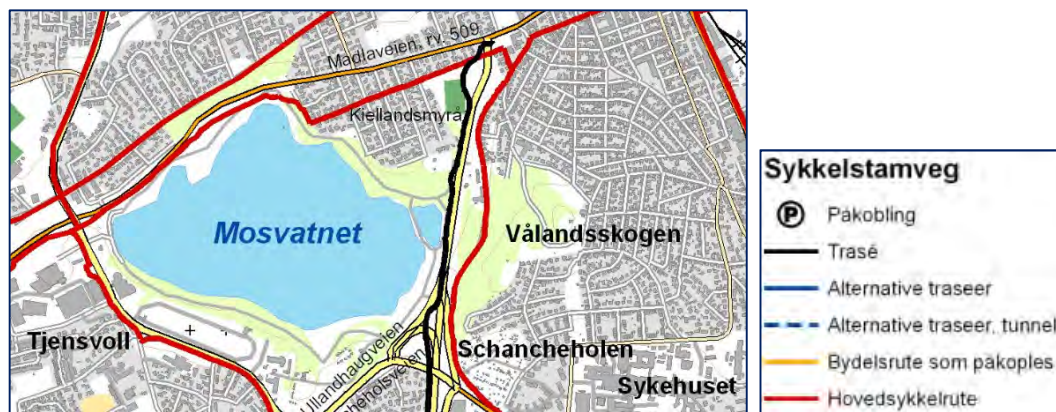 Madlaveien, rv. 509
Kiellandsmyrå
Mosvatnet
Vålandsskogen
Tjensvoll
Ullandhaugveien
Schancheholen
Sykehuset
Sykkelstamveg
P
Påkobling
Trasé
Alternative traseer
Alternative traseer, tunnel
Bydelsrute som påkoples
Hovedsykkelrute